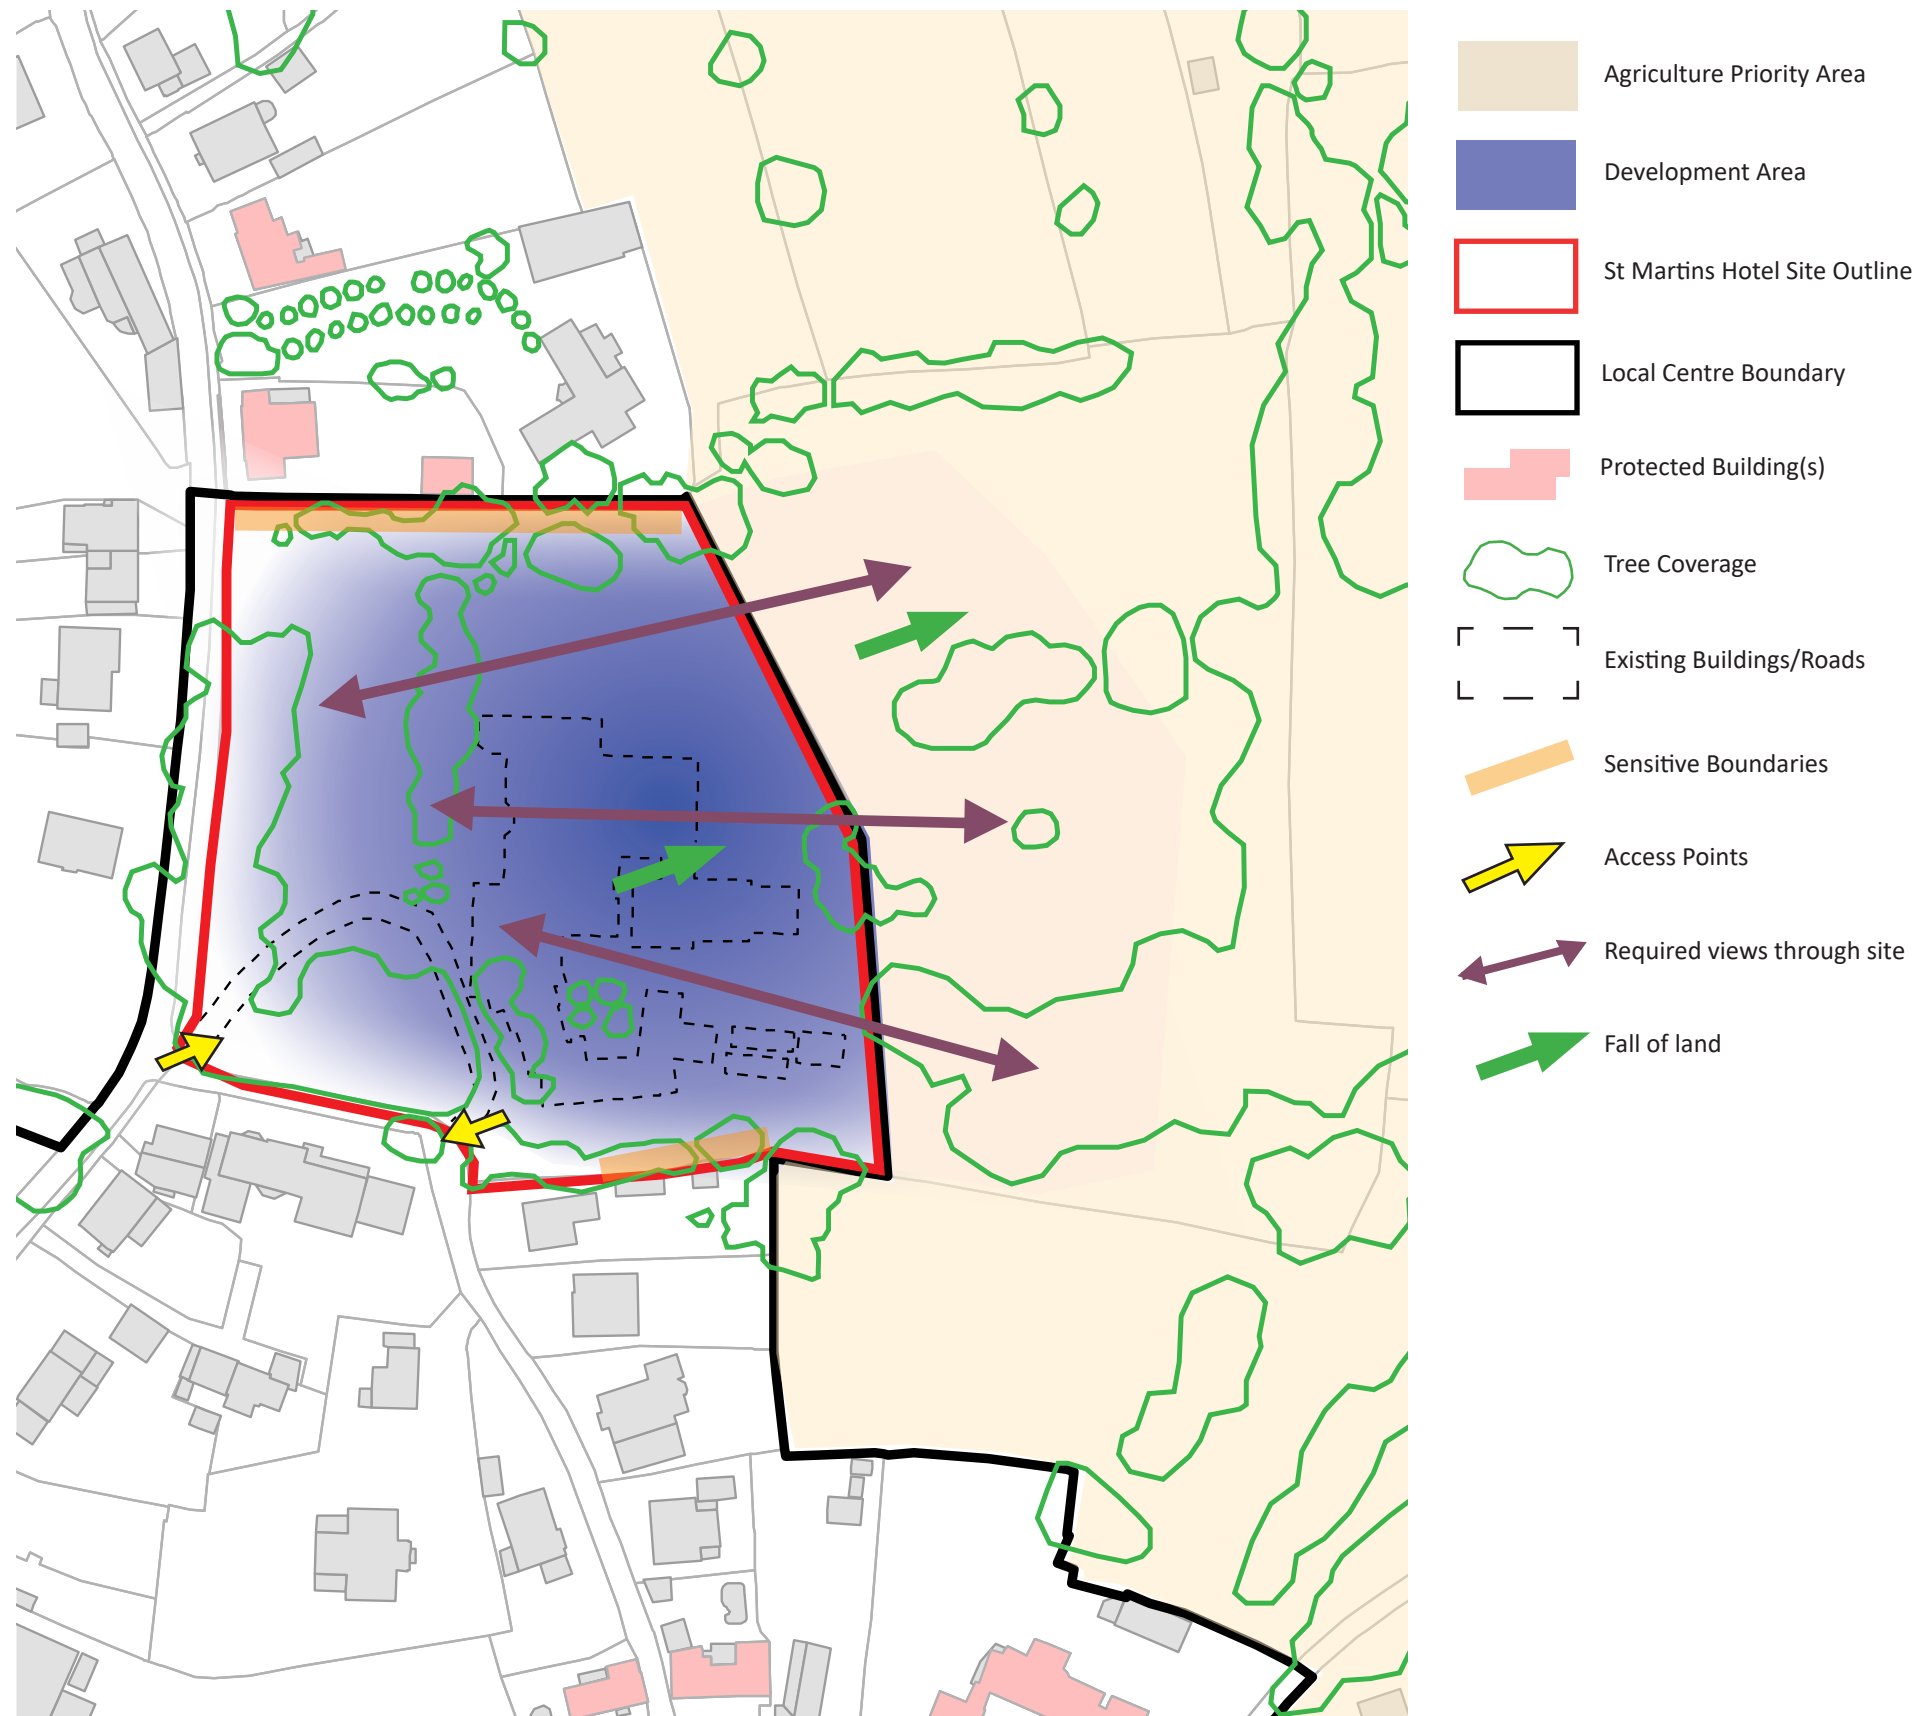 Agriculture Priority Area
Development Area
St Martins Hotel Site Outline
Local Centre Boundary
Protected Building(s)
Tree Coverage
Existing Buildings/Roads
Sensitive Boundaries
Access Points
Required views through site
Fall of land